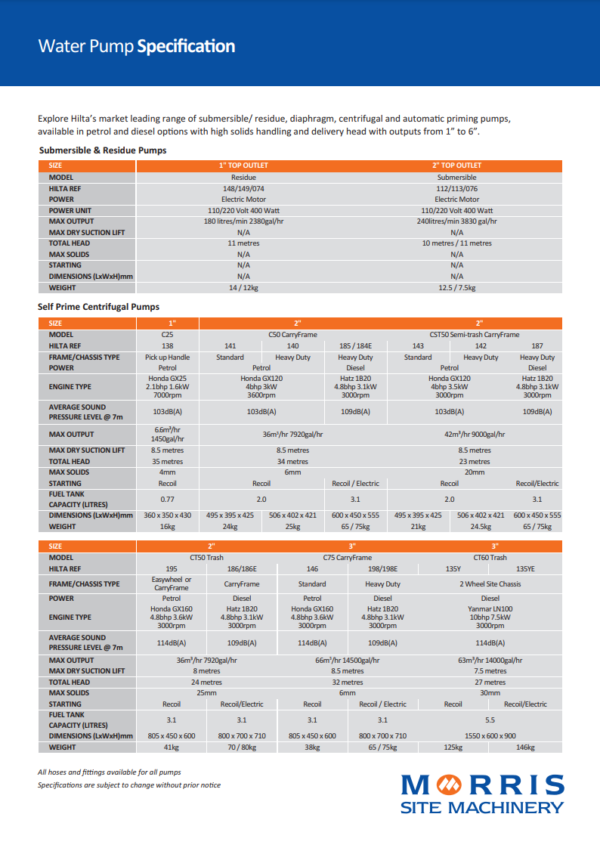 Water Pump Specification
Explore Hilta's market leading range of submersible/ residue, diaphragm, centrifugal and automatic priming pumps,
available in petrol and diesel options with high solids handling and delivery head with outputs from 1" to 6".
Submersible & Residue Pumps
SIZE 1" TOP OUTLET 2" TOP OUTLET
MODEL Residue Submersible
HILTA REF 148/149/074 112/113/076
POWER Electric Motor Electric Motor
POWER UNIT 110/220 Volt 400 Watt 110/220 Volt 400 Watt
MAX OUTPUT 180 litres/min 2380gal/hr 240litres/min 3830 gal/hr
MAX DRY SUCTION LIFT N/A N/A
TOTAL HEAD 11 metres 10 metres / 11 metres
MAX SOLIDS N/A N/A
STARTING N/A N/A
DIMENSIONS (LxWxH)mm N/A N/A
WEIGHT 14 / 12kg 12.5 / 7.5kg
Self Prime Centrifugal Pumps
SIZE 1" 2" 2"
MODEL C25 C50 CarryFrame CST50 Semi-trash CarryFrame
HILTA REF 138 141 140 185 / 184E 143 142 187
FRAME/CHASSIS TYPE Pick up Handle Standard Heavy Duty Heavy Duty Standard Heavy Duty Heavy Duty
POWER Petrol Petrol Diesel Petrol Diesel
Honda GX25 Honda GX120 Hatz 1B20 Honda GX120 Hatz 1B20
ENGINE TYPE 2.1bhp 1.6kW 4bhp 3kW 4.8bhp 3.1kW 4bhp 3.5kW 4.8bhp 3.1kW
7000rpm 3600rpm 3000rpm 3000rpm 3000rpm
AVERAGE SOUND
PRESSURE LEVEL @ 7m 103dB(A) 103dB(A) 109dB(A) 103dB(A) 109dB(A)
MAX OUTPUT 6.6m³/hr 36m³/hr 7920gal/hr 42m³/hr 9000gal/hr
1450gal/hr
MAX DRY SUCTION LIFT 8.5 metres 8.5 metres 8.5 metres
TOTAL HEAD 35 metres 34 metres 23 metres
MAX SOLIDS 4mm 6mm 20mm
STARTING Recoil Recoil Recoil / Electric Recoil Recoil/Electric
FUEL TANK
CAPACITY (LITRES) 0.77 2.0 3.1 2.0 3.1
DIMENSIONS (LxWxH)mm 360 x 350 x 430 495 x 395 x 425 506 x 402 x 421 600 x 450 x 555 495 x 395 x 425 506 x 402 x 421 600 x 450 x 555
WEIGHT 16kg 24kg 25kg 65 / 75kg 21kg 24.5kg 65 / 75kg
SIZE 2" 3" 3"
MODEL CT50 Trash C75 CarryFrame CT60 Trash
HILTA REF 195 186/186E 146 198/198E 135Y 135YE
FRAME/CHASSIS TYPE Easywheel or CarryFrame Standard Heavy Duty 2 Wheel Site Chassis
CarryFrame
POWER Petrol Diesel Petrol Diesel Diesel
Honda GX160 Hatz 1B20 Honda GX160 Hatz 1B20 Yanmar LN100
ENGINE TYPE 4.8bhp 3.6kW 4.8bhp 3.1kW 4.8bhp 3.6kW 4.8bhp 3.1kW 10bhp 7.5kW
3000rpm 3000rpm 3000rpm 3000rpm 3000rpm
AVERAGE SOUND
PRESSURE LEVEL @ 7m 114dB(A) 109dB(A) 114dB(A) 109dB(A) 114dB(A)
MAX OUTPUT 36m³/hr 7920gal/hr 66m³/hr 14500gal/hr 63m³/hr 14000gal/hr
MAX DRY SUCTION LIFT 8 metres 8.5 metres 7.5 metres
TOTAL HEAD 24 metres 32 metres 27 metres
MAX SOLIDS 25mm 6mm 30mm
STARTING Recoil Recoil/Electric Recoil Recoil / Electric Recoil Recoil/Electric
FUEL TANK
CAPACITY (LITRES) 3.1 3.1 3.1 3.1 5.5
DIMENSIONS (LxWxH)mm 805 x 450 x 600 800 x 700 x 710 805 x 450 x 600 800 x 700 x 710 1550 x 600 x 900
WEIGHT 41kg 70 / 80kg 38kg 65 / 75kg 125kg 146kg
All hoses and fittings available for all pumps
Specifications are subject to change without prior notice
MORRIS
SITE MACHINERY